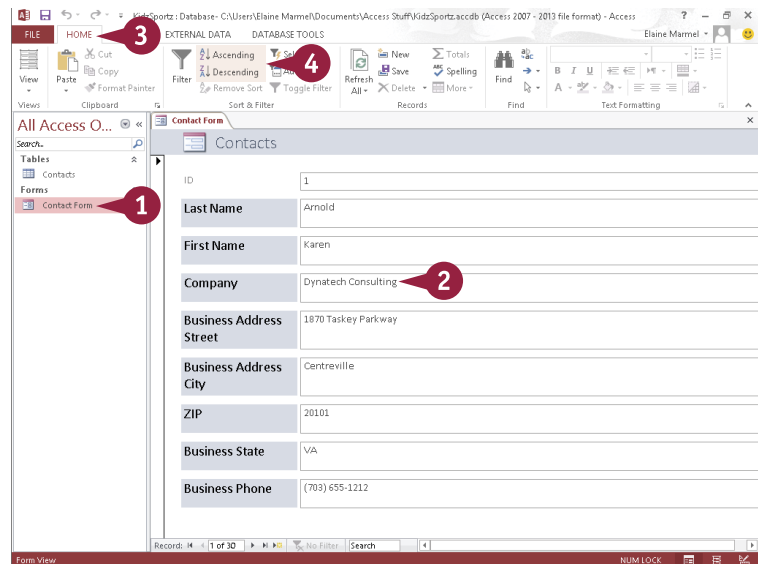 KidzSportz : Database- C:\Users\Elaine Marmel\Documents\Access Stuff\KidzSportz.accdb (Access 2007 - 2013 file format) - Access
FILE HOME 3 EXTERNAL DATA DATABASE TOOLS Elaine Marmel
View Paste Cut Copy Format Painter
Filter Ascending Descending Remove Sort Toggle Filter 4
Refresh All New Save Delete Totals Spelling More
Find
B I U
A
Views Clipboard Sort & Filter Records Find Text Formatting
All Access O...
Search..
Tables
Contacts
Forms
Contact Form 1
Contact Form
Contacts
ID 1
Last Name Arnold
First Name Karen
Company Dynatech Consulting 2
Business Address Street 1870 Taskey Parkway
Business Address City Centreville
ZIP 20101
Business State VA
Business Phone (703) 655-1212
Record: 1 of 30 No Filter Search
Form View NUM LOCK